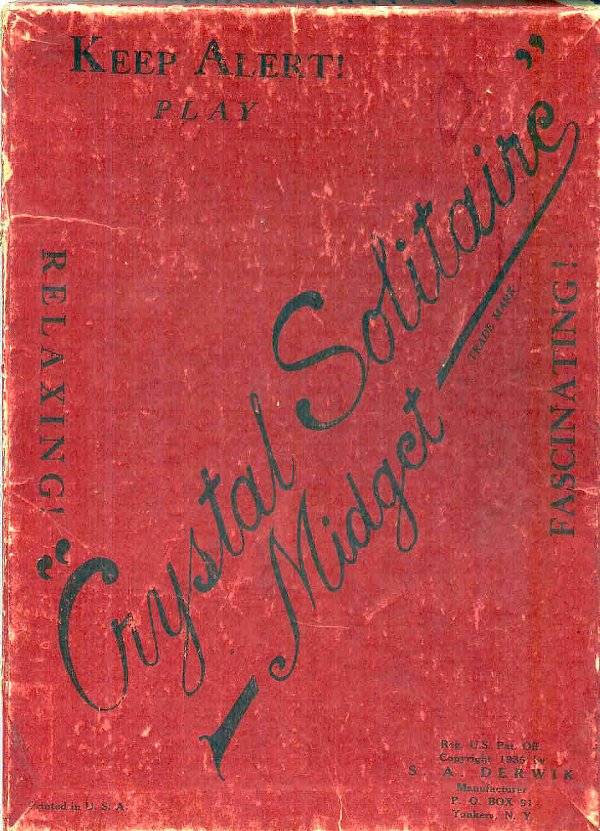 KEEP ALERT!
PLAY
RELAXING!
"Crystal Solitaire"
TRADE MARK
Midget
FASCINATING!
Reg. U.S. Pat. Off.
Copyright 1936 by
S. A. DERWIK
Manufacturer
P. O. BOX 91
Yonkers, N. Y
Printed in U. S. A.